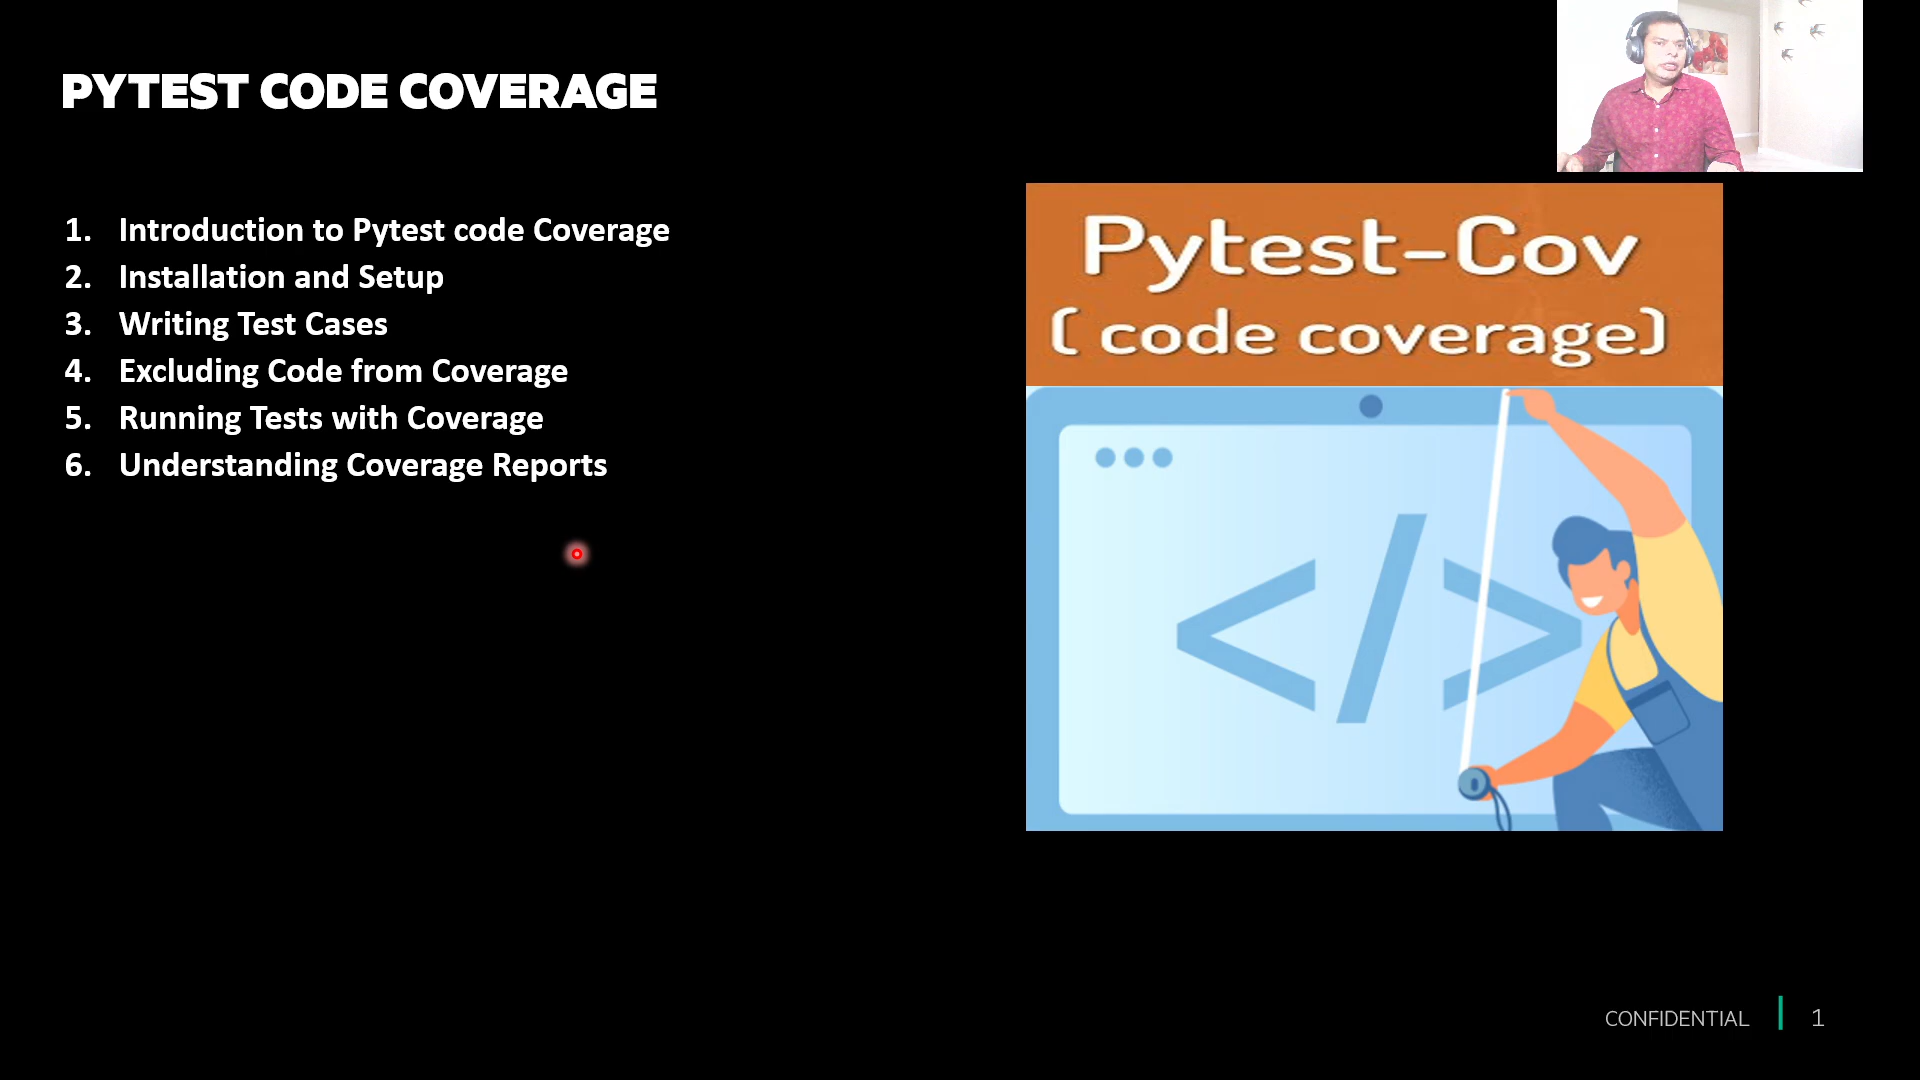 PYTEST CODE COVERAGE
1. Introduction to Pytest code Coverage
2. Installation and Setup
3. Writing Test Cases
4. Excluding Code from Coverage
5. Running Tests with Coverage
6. Understanding Coverage Reports
Pytest-Cov
( code coverage)
</>
CONFIDENTIAL 1